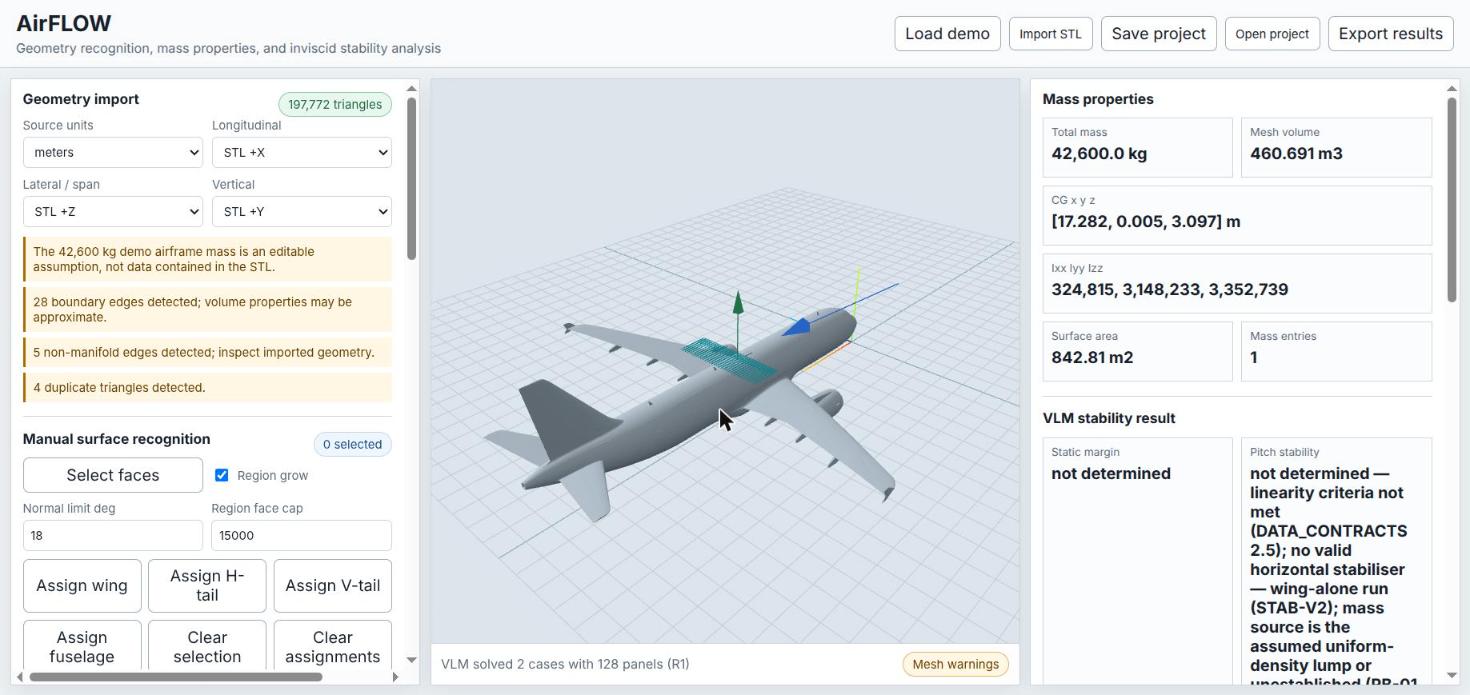 AirFLOW
Geometry recognition, mass properties, and inviscid stability analysis
Load demo
Import STL
Save project
Open project
Export results
Geometry import
197,772 triangles
Source units
Longitudinal
meters
STL +X
Lateral / span
Vertical
STL +Z
STL +Y
The 42,600 kg demo airframe mass is an editable
assumption, not data contained in the STL.
28 boundary edges detected; volume properties may be
approximate.
5 non-manifold edges detected; inspect imported geometry.
4 duplicate triangles detected.
Manual surface recognition
0 selected
Select faces
Region grow
Normal limit deg
Region face cap
18
15000
Assign wing
Assign H-
tail
Assign V-tail
Assign
fuselage
Clear
selection
Clear
assignments
VLM solved 2 cases with 128 panels (R1)
Mesh warnings
Mass properties
Total mass
Mesh volume
42,600.0 kg
460.691 m3
CG x y z
[17.282, 0.005, 3.097] m
Ixx Iyy Izz
324,815, 3,148,233, 3,352,739
Surface area
Mass entries
842.81 m2
1
VLM stability result
Static margin
not determined
Pitch stability
not determined —
linearity criteria not
met
(DATA_CONTRACTS
2.5); no valid
horizontal stabiliser
— wing-alone run
(STAB-V2); mass
source is the
assumed uniform-
density lump or
unestablished (PR-01